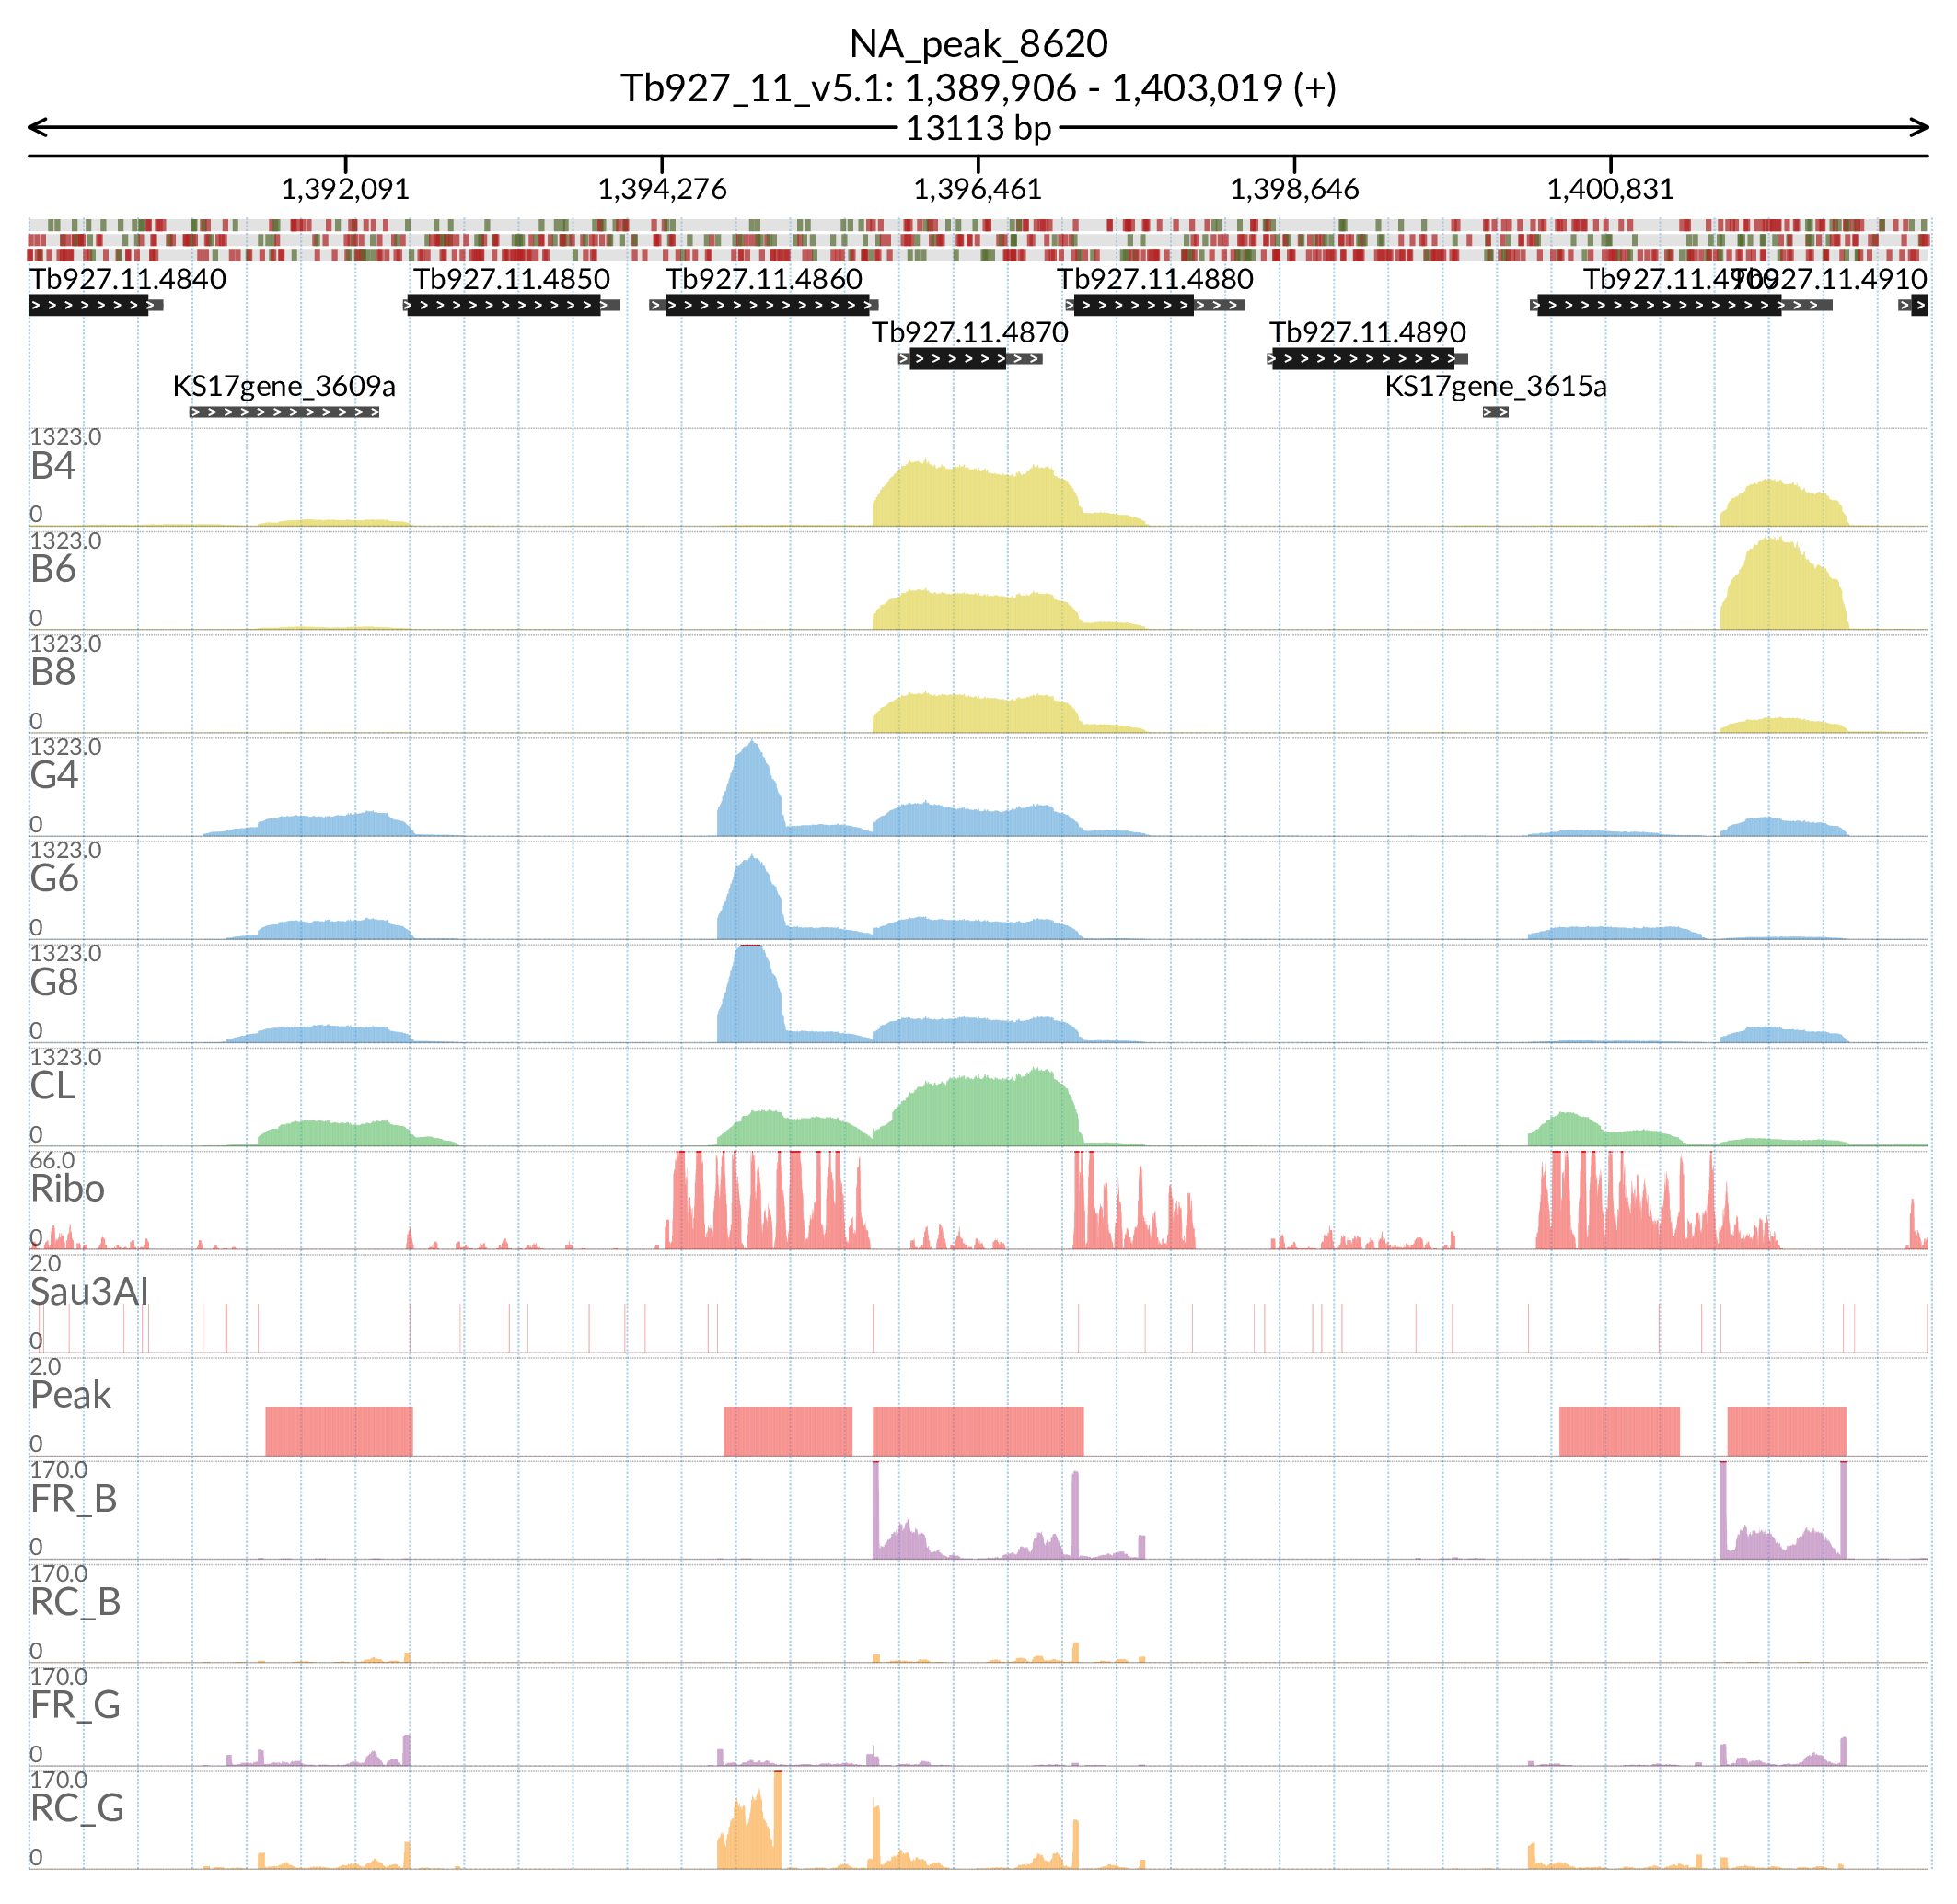 NA_peak_8620
Tb927_11_v5.1: 1,389,906 - 1,403,019 (+)
13113 bp
1,392,091 1,394,276 1,396,461 1,398,646 1,400,831
Tb927.11.4840 Tb927.11.4850 Tb927.11.4860 Tb927.11.4880 Tb927.11.4900 Tb927.11.4910
Tb927.11.4870 Tb927.11.4890
KS17gene_3609a KS17gene_3615a
1323.0
B4
0
1323.0
B6
0
1323.0
B8
0
1323.0
G4
0
1323.0
G6
0
1323.0
G8
0
1323.0
CL
0
66.0
Ribo
0
2.0
Sau3AI
0
2.0
Peak
0
170.0
FR_B
0
170.0
RC_B
0
170.0
FR_G
0
170.0
RC_G
0